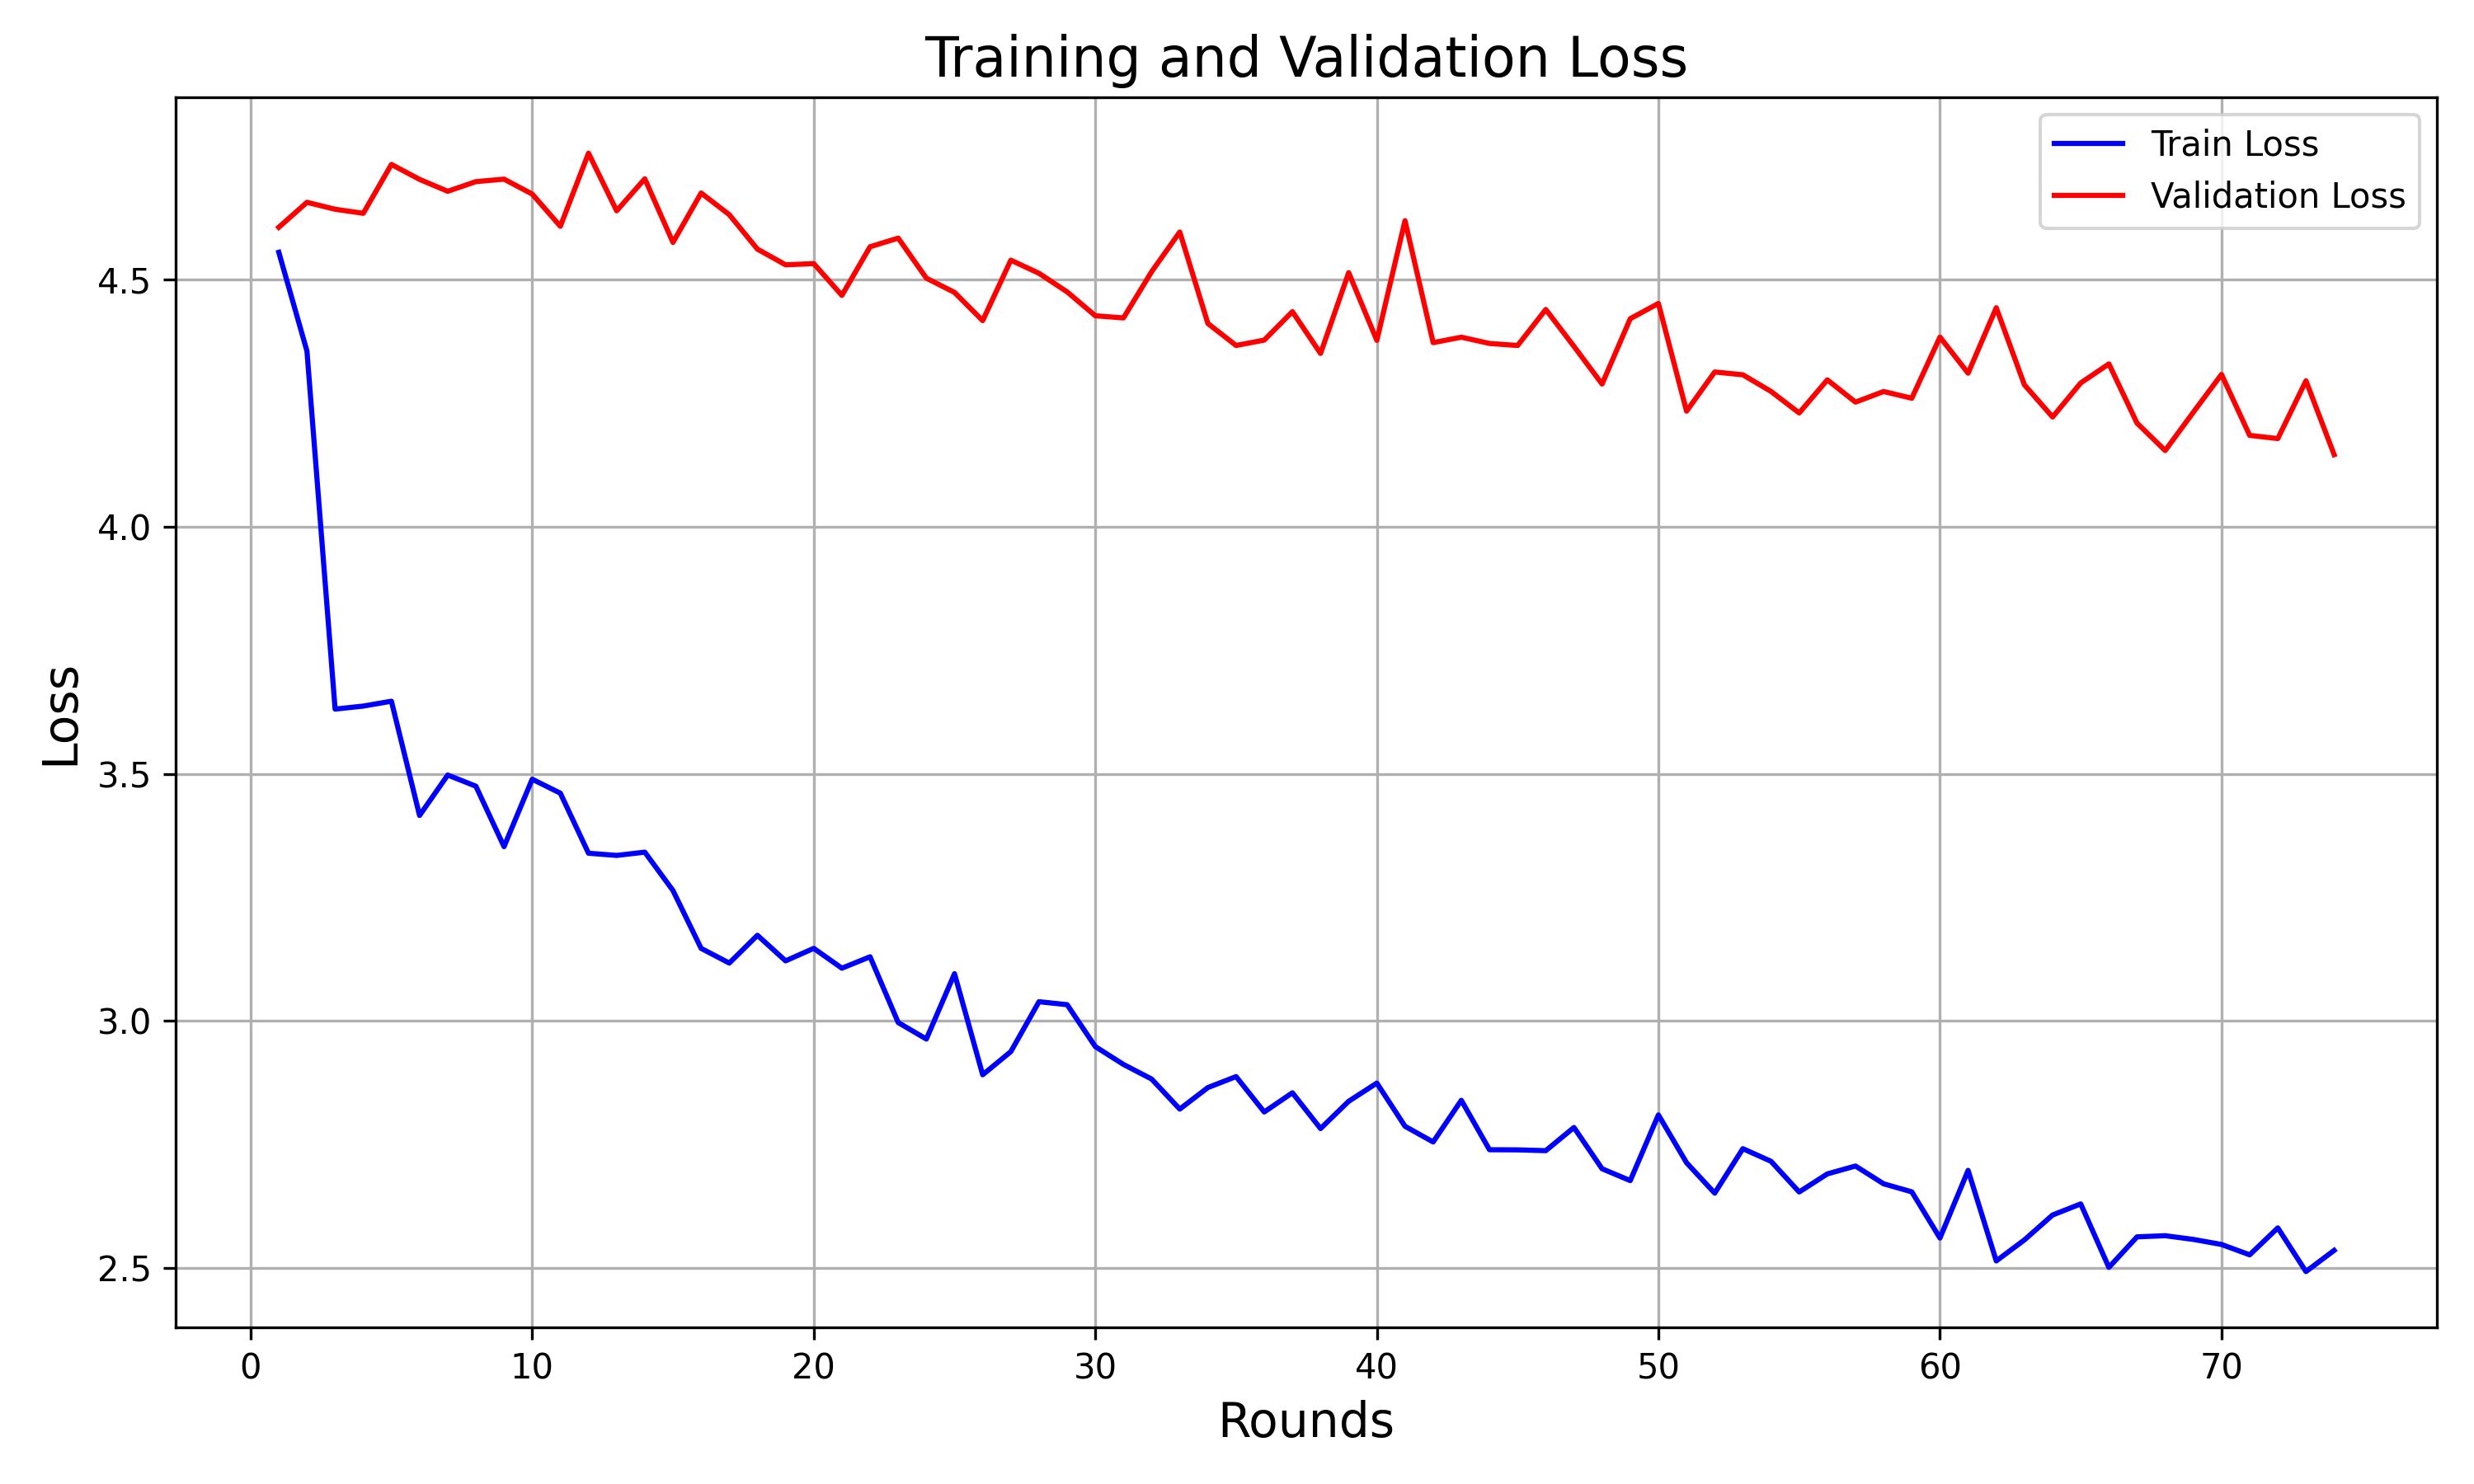 Training and Validation Loss
Train Loss
Validation Loss
4.5
4.0
3.5
3.0
2.5
Loss
0 10 20 30 40 50 60 70
Rounds